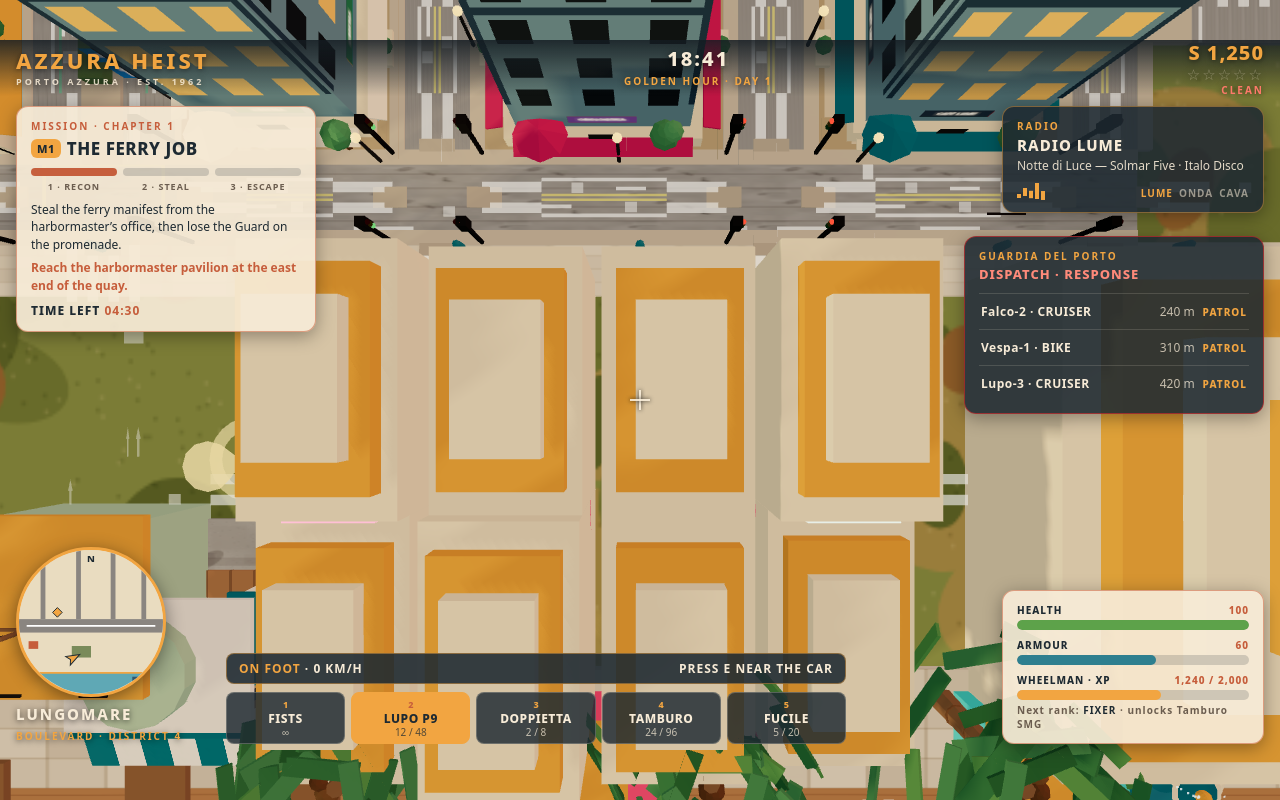 AZZURA HEIST
PORTO AZZURA · EST. 1962
18:41
GOLDEN HOUR · DAY 1
S 1,250
☆☆☆☆☆
CLEAN
MISSION · CHAPTER 1
M1 THE FERRY JOB
1 · RECON 2 · STEAL 3 · ESCAPE
Steal the ferry manifest from the
harbormaster's office, then lose the Guard on
the promenade.
Reach the harbormaster pavilion at the east
end of the quay.
TIME LEFT 04:30
RADIO
RADIO LUME
Notte di Luce — Solmar Five · Italo Disco
LUME ONDA CAVA
GUARDIA DEL PORTO
DISPATCH · RESPONSE
Falco-2 · CRUISER 240 m PATROL
Vespa-1 · BIKE 310 m PATROL
Lupo-3 · CRUISER 420 m PATROL
N
LUNGOMARE
BOULEVARD · DISTRICT 4
ON FOOT · 0 KM/H PRESS E NEAR THE CAR
1 2 3 4 5
FISTS LUPO P9 DOPPIETTA TAMBURO FUCILE
∞ 12 / 48 2 / 8 24 / 96 5 / 20
HEALTH 100
ARMOUR 60
WHEELMAN · XP 1,240 / 2,000
Next rank: FIXER · unlocks Tamburo
SMG